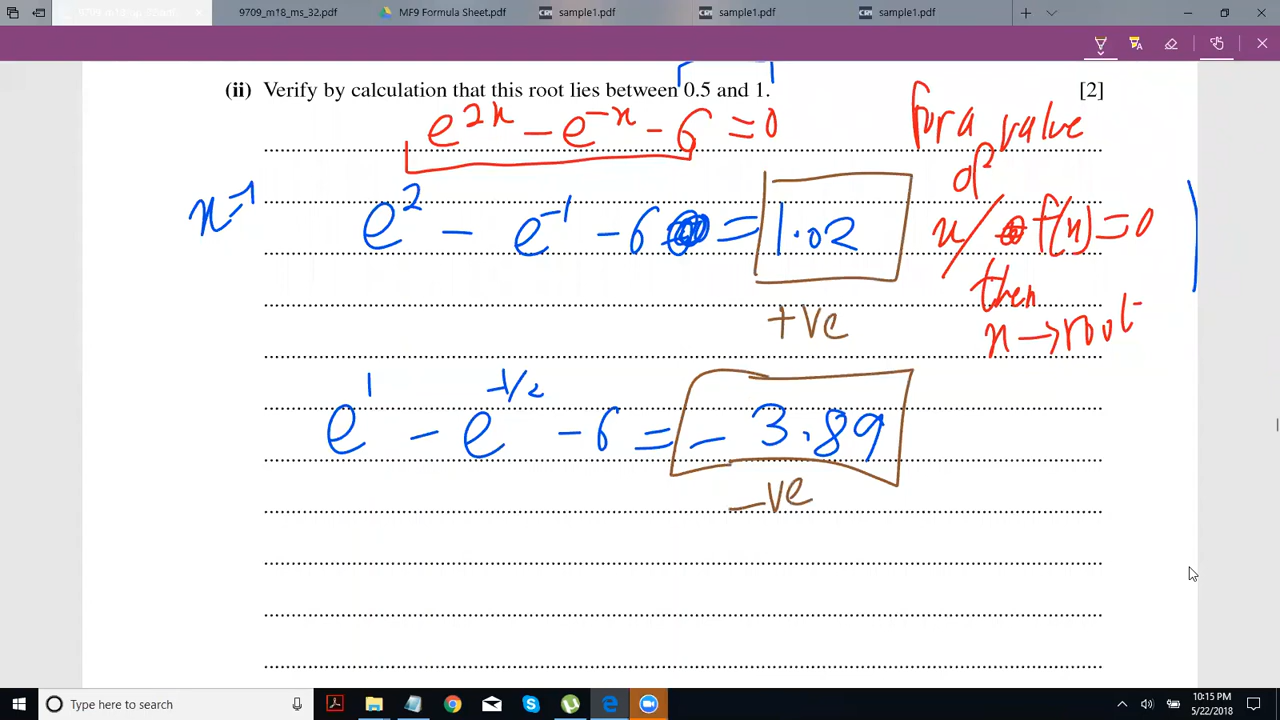 9709_m18_ms_32.pdf
MF9 Formula Sheet.pdf
sample1.pdf
sample1.pdf
sample1.pdf
(ii) Verify by calculation that this root lies between 0.5 and 1. [2]
e^{2x} - e^{-x} - 6 = 0
for a value
of
x / f(x) = 0
then
x → root
x = 1
e^2 - e^{-1} - 6 = 1.02
+ve
e^1 - e^{-1/2} - 6 = -3.89
-ve
Type here to search
10:15 PM
5/22/2018